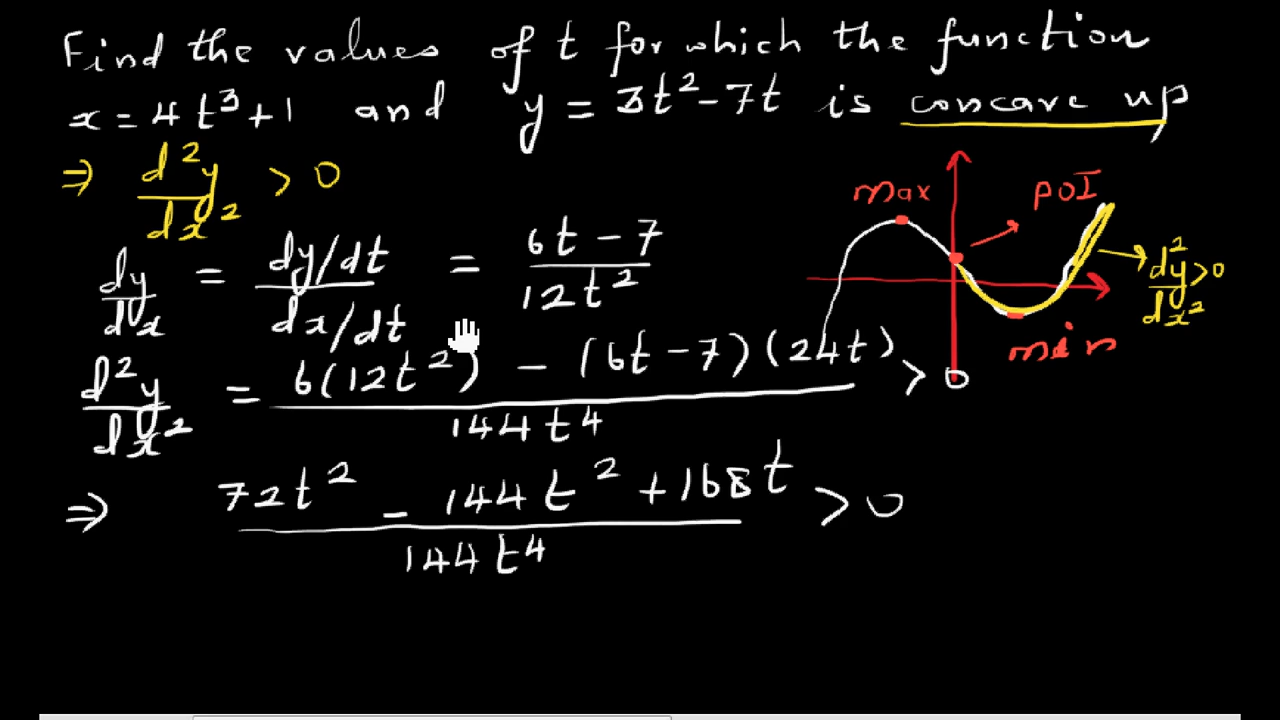 Find the values of t for which the function
x = 4t³+1 and y = 3t²-7t is concave up
⇒ d²y/dx² > 0
max
POI
dy/dx = (dy/dt)/(dx/dt) = (6t - 7)/(12t²)
d²y/dx² > 0
min
d²y/dx² = (6(12t²) - (6t - 7)(24t))/(144t⁴) > 0
⇒ (72t² - 144t² + 168t)/(144t⁴) > 0